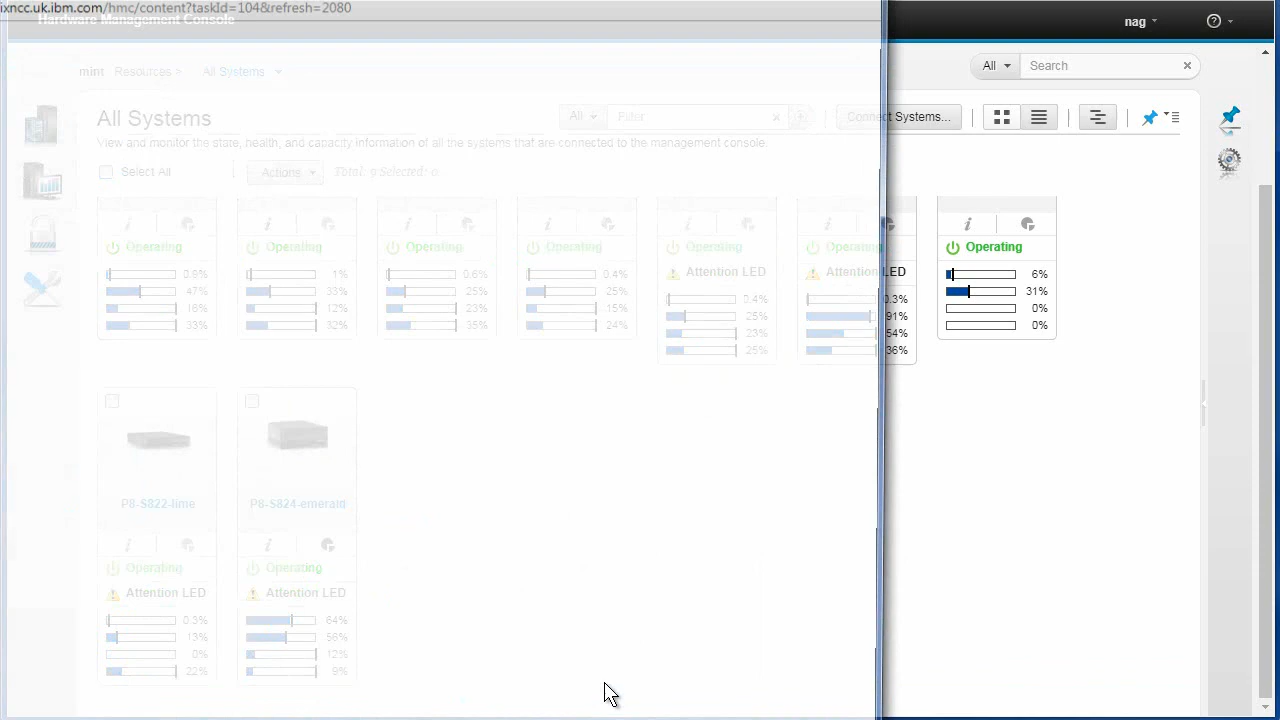 ixncc.uk.ibm.com/hmc/content?taskId=104&refresh=2080
Hardware Management Console
nag
All Search
mint Resources > All Systems
All Systems
All Filter
Connect Systems...
View and monitor the state, health, and capacity information of all the systems that are connected to the management console.
Select All Actions Total: 9 Selected: 0
Operating Operating Operating Operating Operating Operating Operating
Attention LED Attention LED
0.6% 1% 0.6% 0.4% 0.4% 0.3% 6%
47% 33% 25% 25% 25% 91% 31%
16% 12% 23% 15% 23% 54% 0%
33% 32% 35% 24% 25% 36% 0%
P8-S822-lime P8-S824-emerald
Operating Operating
Attention LED Attention LED
0.3% 64%
13% 56%
0% 12%
22% 9%